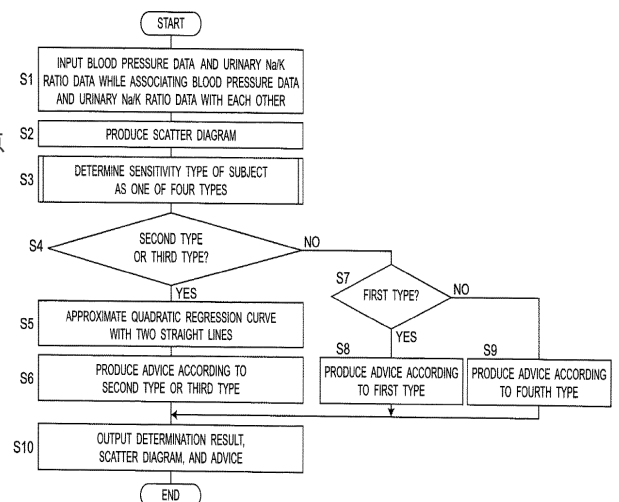 START
S1
INPUT BLOOD PRESSURE DATA AND URINARY Na/K
RATIO DATA WHILE ASSOCIATING BLOOD PRESSURE DATA
AND URINARY Na/K RATIO DATA WITH EACH OTHER
S2
PRODUCE SCATTER DIAGRAM
S3
DETERMINE SENSITIVITY TYPE OF SUBJECT
AS ONE OF FOUR TYPES
S4
SECOND TYPE
OR THIRD TYPE?
NO
YES
S5
APPROXIMATE QUADRATIC REGRESSION CURVE
WITH TWO STRAIGHT LINES
S6
PRODUCE ADVICE ACCORDING TO
SECOND TYPE OR THIRD TYPE
S7
FIRST TYPE?
NO
YES
S8
PRODUCE ADVICE ACCORDING
TO FIRST TYPE
S9
PRODUCE ADVICE ACCORDING
TO FOURTH TYPE
S10
OUTPUT DETERMINATION RESULT,
SCATTER DIAGRAM, AND ADVICE
END